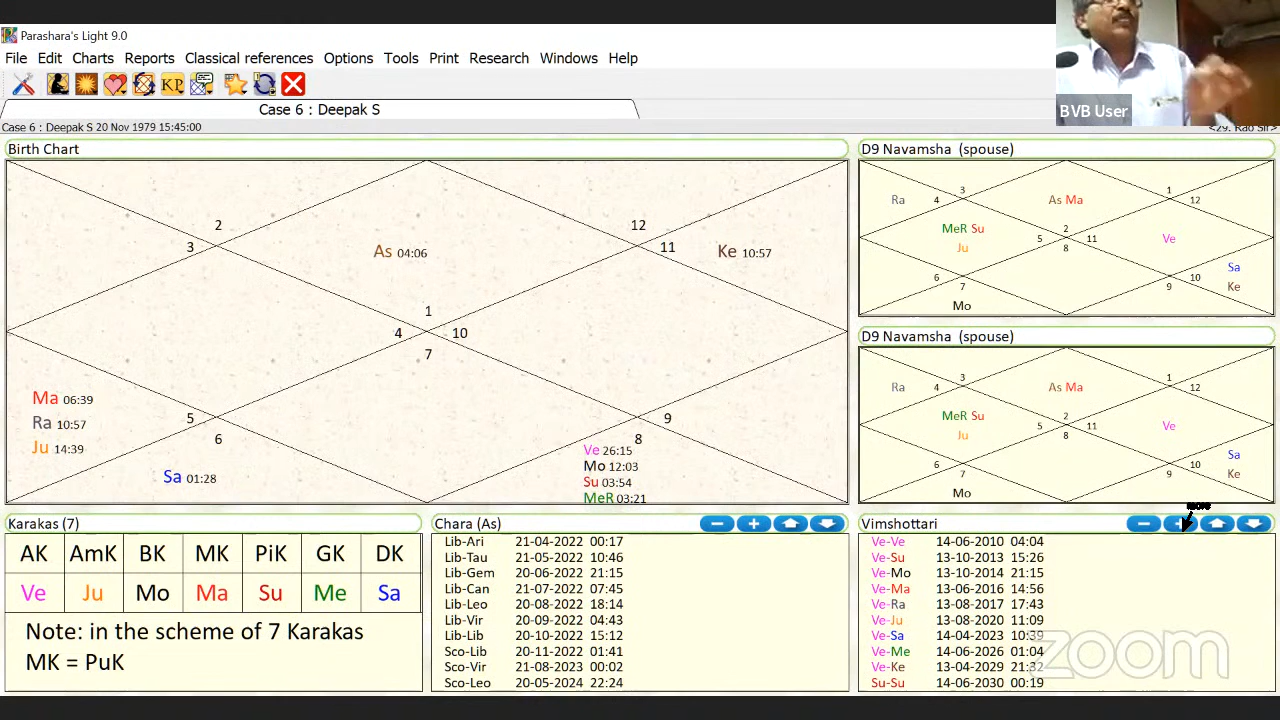 Parashara's Light 9.0
File Edit Charts Reports Classical references Options Tools Print Research Windows Help
KP
BVB User
Case 6 : Deepak S
Case 6 : Deepak S 20 Nov 1979 15:45:00
<29. Rao Sir>
Birth Chart
2
12
3
As 04:06
11
Ke 10:57
1
4
10
7
Ma 06:39
Ra 10:57
Ju 14:39
5
9
6
8
Sa 01:28
Ve 26:15
Mo 12:03
Su 03:54
MeR 03:21
D9 Navamsha (spouse)
3
1
Ra
4
As Ma
12
MeR Su
2
5
11
Ve
Ju
8
Sa
6
10
Ke
7
9
Mo
D9 Navamsha (spouse)
3
1
Ra
4
As Ma
12
MeR Su
2
5
11
Ve
Ju
8
Sa
6
10
Ke
7
9
Mo
Karakas (7)
AK AmK BK MK PiK GK DK
Ve Ju Mo Ma Su Me Sa
Note: in the scheme of 7 Karakas
MK = PuK
Chara (As)
Lib-Ari 21-04-2022 00:17
Lib-Tau 21-05-2022 10:46
Lib-Gem 20-06-2022 21:15
Lib-Can 21-07-2022 07:45
Lib-Leo 20-08-2022 18:14
Lib-Vir 20-09-2022 04:43
Lib-Lib 20-10-2022 15:12
Sco-Lib 20-11-2022 01:41
Sco-Vir 21-08-2023 00:02
Sco-Leo 20-05-2024 22:24
Vimshottari
Ve-Ve 14-06-2010 04:04
Ve-Su 13-10-2013 15:26
Ve-Mo 13-10-2014 21:15
Ve-Ma 13-06-2016 14:56
Ve-Ra 13-08-2017 17:43
Ve-Ju 13-08-2020 11:09
Ve-Sa 14-04-2023 10:39
Ve-Me 14-06-2026 01:04
Ve-Ke 13-04-2029 21:32
Su-Su 14-06-2030 00:19
zoom